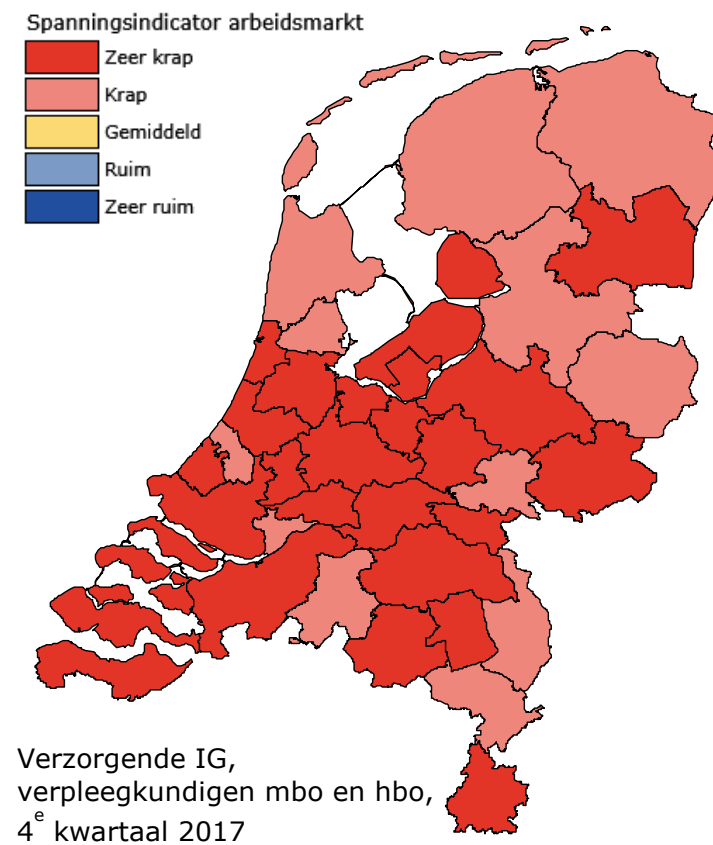 Spanningsindicator arbeidsmarkt
Zeer krap
Krap
Gemiddeld
Ruim
Zeer ruim
Verzorgende IG,
verpleegkundigen mbo en hbo,
4e kwartaal 2017